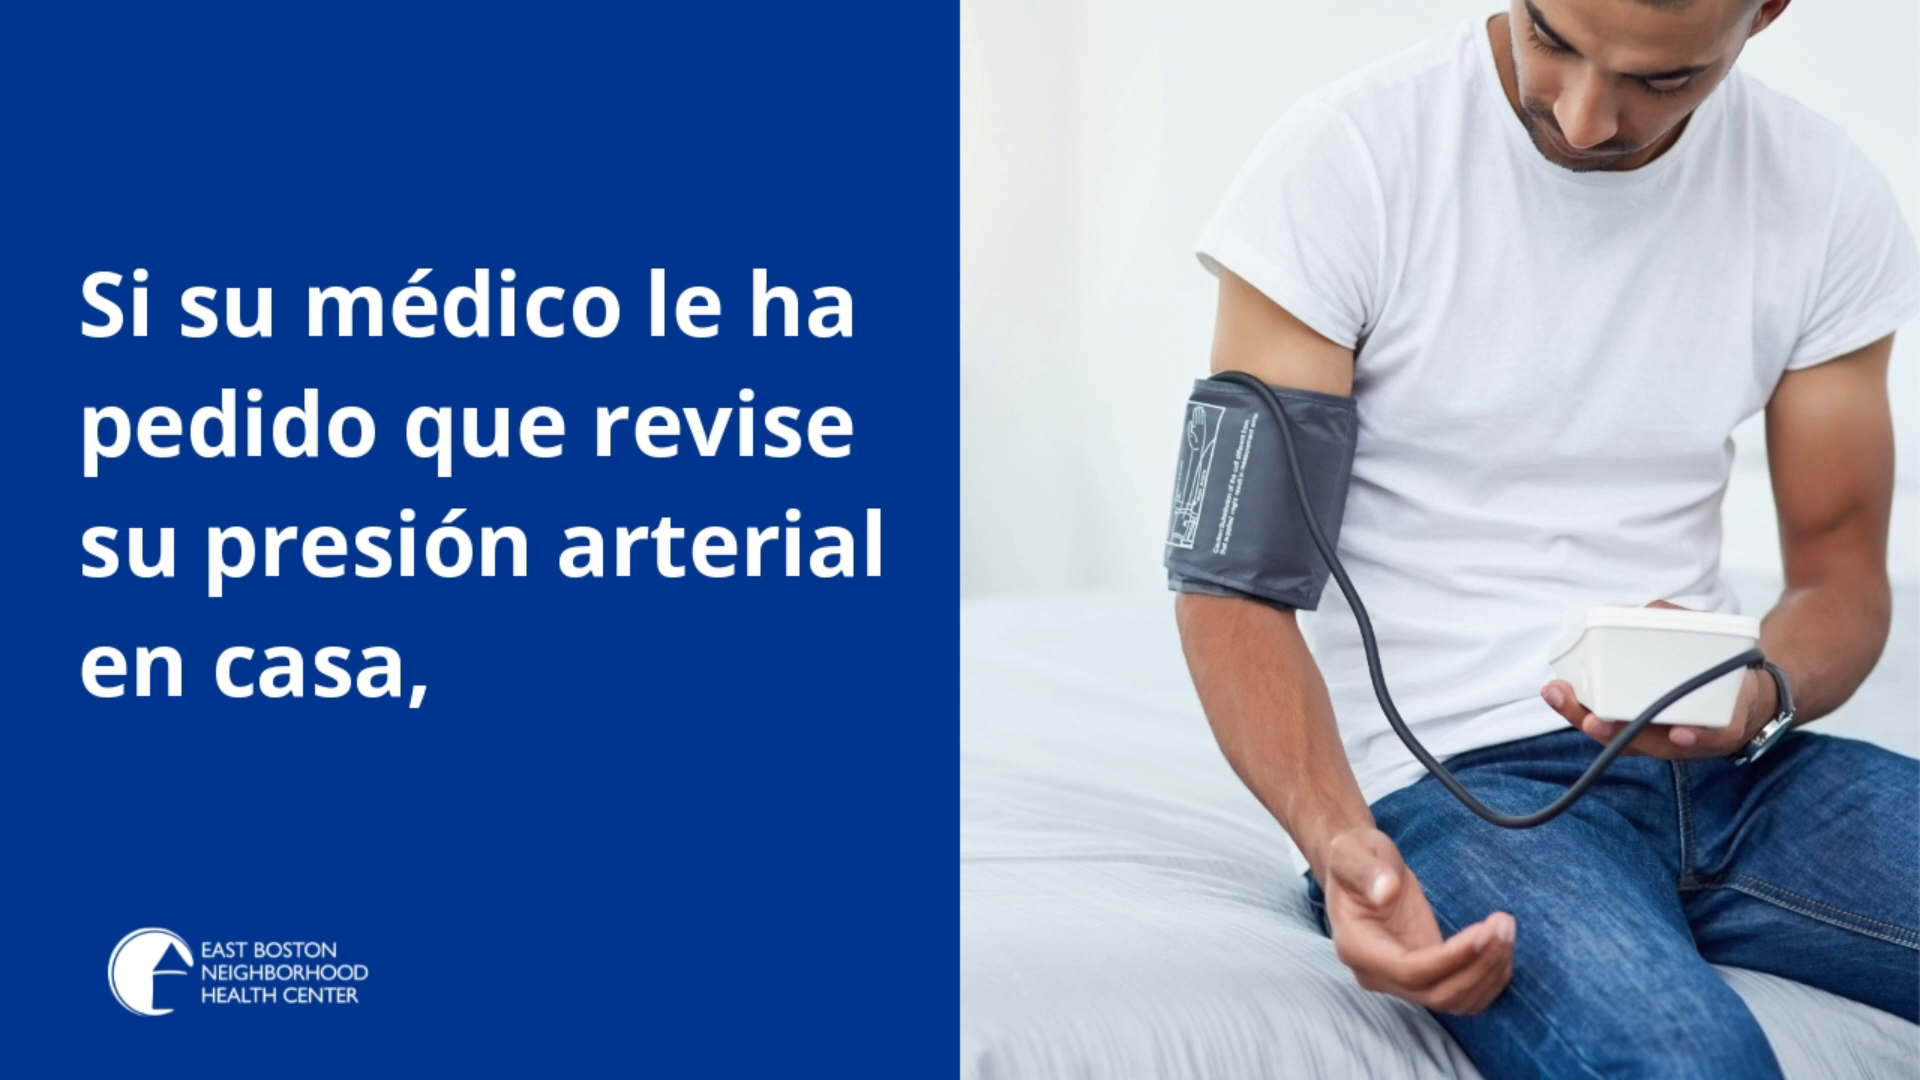 Si su médico le ha
pedido que revise
su presión arterial
en casa,
EAST BOSTON
NEIGHBORHOOD
HEALTH CENTER